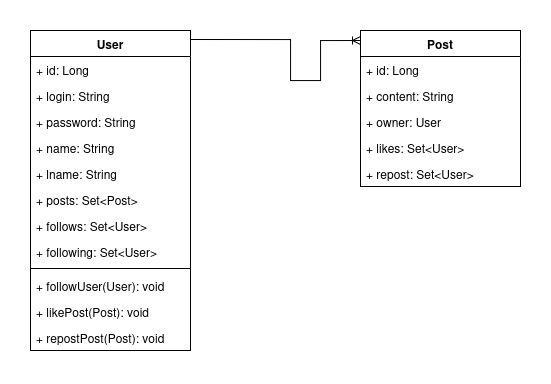 User
+ id: Long
+ login: String
+ password: String
+ name: String
+ lname: String
+ posts: Set<Post>
+ follows: Set<User>
+ following: Set<User>
+ followUser(User): void
+ likePost(Post): void
+ repostPost(Post): void
Post
+ id: Long
+ content: String
+ owner: User
+ likes: Set<User>
+ repost: Set<User>